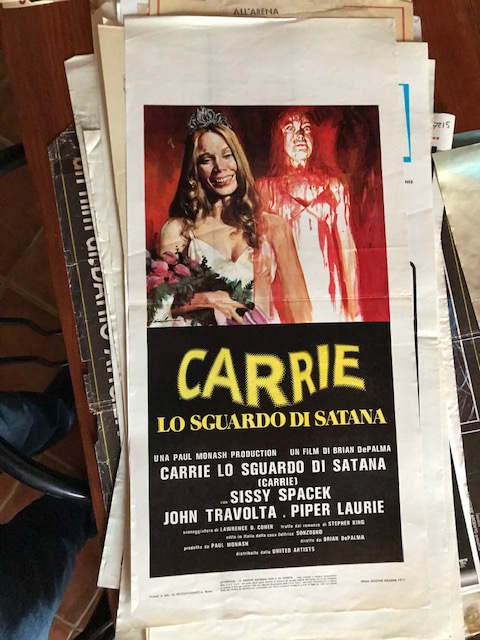 ALL'ARENA
CARRIE
LO SGUARDO DI SATANA
UNA PAUL MONASH PRODUCTION UN FILM DI BRIAN DePALMA
CARRIE LO SGUARDO DI SATANA
(CARRIE)
con SISSY SPACEK
JOHN TRAVOLTA . PIPER LAURIE
sceneggiatura di LAWRENCE D. COHEN tratto dal romanzo di STEPHEN KING
edito in Italia dalla casa Editrice SONZOGNO
prodotto da PAUL MONASH diretto da BRIAN DePALMA
distribuito dalla UNITED ARTISTS